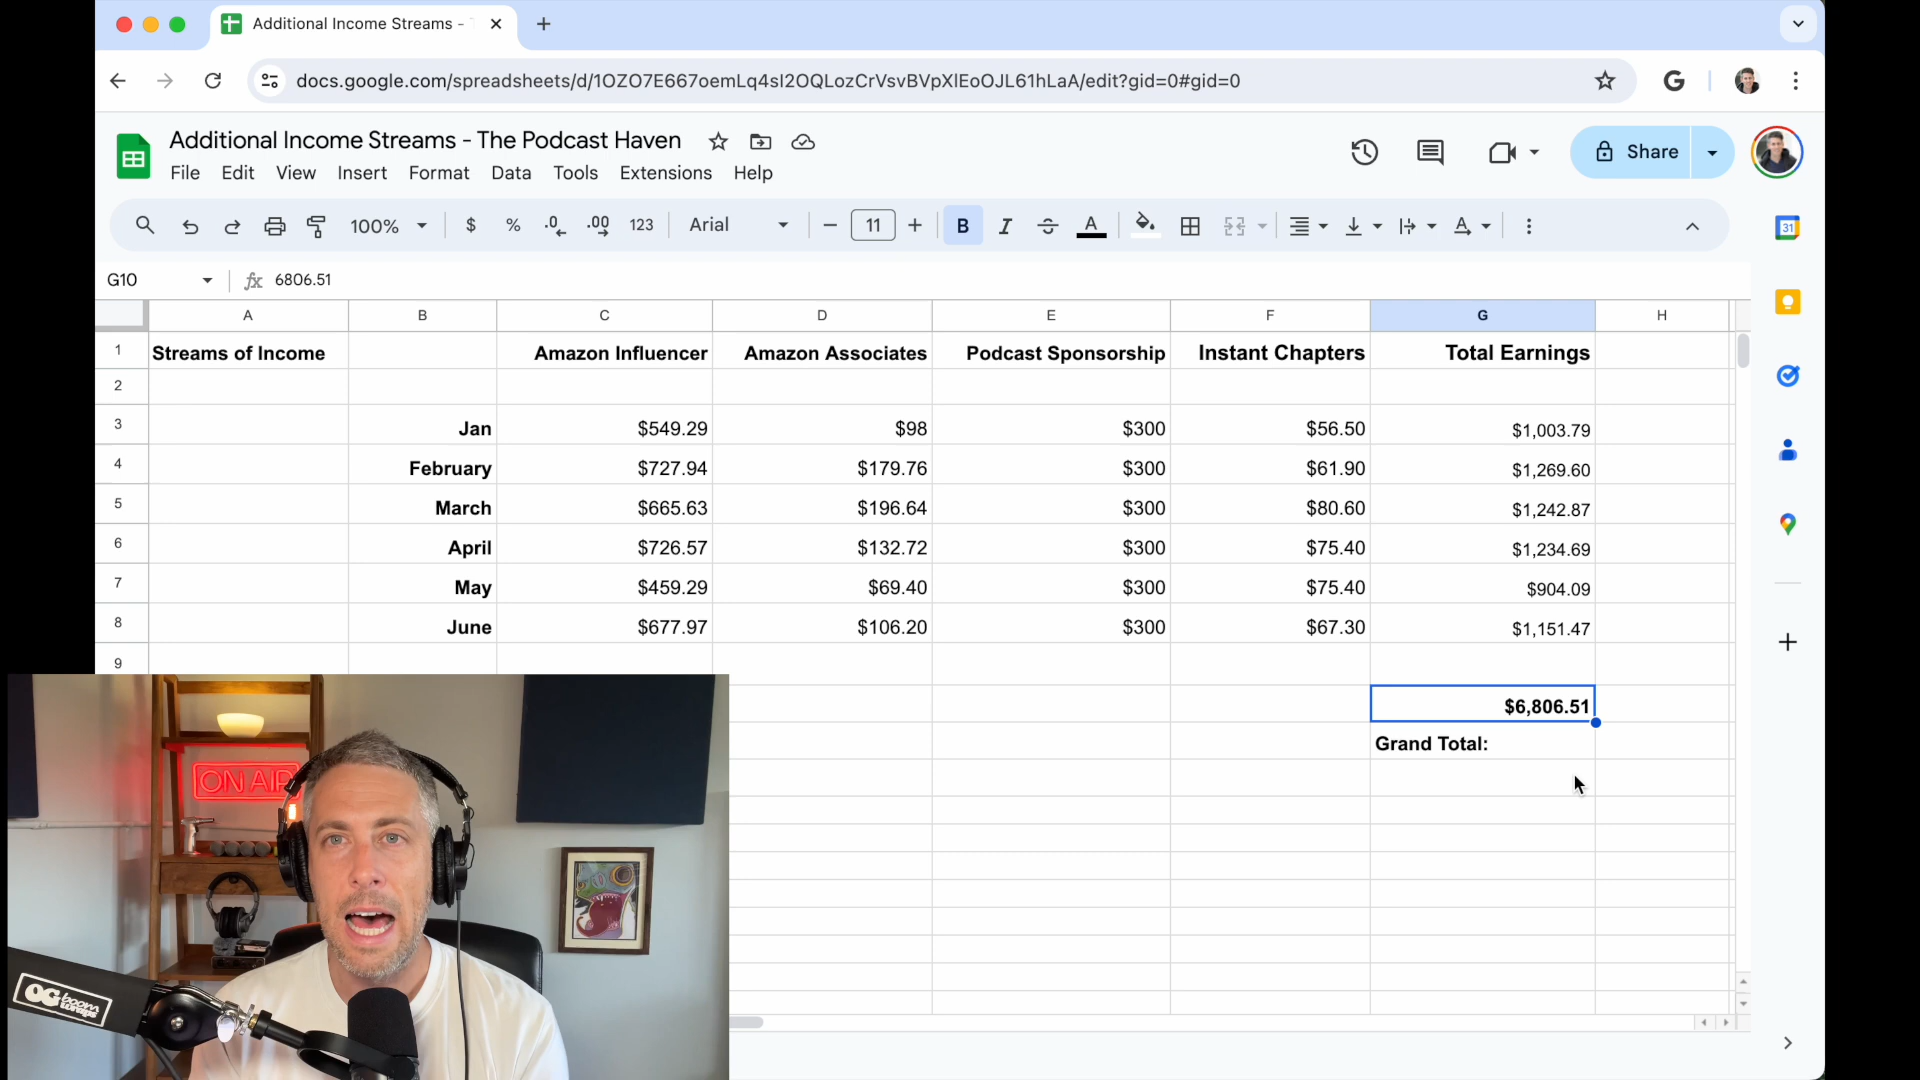 Additional Income Streams -
docs.google.com/spreadsheets/d/1OZO7E667oemLq4sI2OQLozCrVsvBVpXlEoOJL61hLaA/edit?gid=0#gid=0
G
Additional Income Streams - The Podcast Haven
Share
File Edit View Insert Format Data Tools Extensions Help
100% $ % .0 .00 123 Arial 11 B I A A
31
G10 fx 6806.51
A B C D E F G H
1 Streams of Income Amazon Influencer Amazon Associates Podcast Sponsorship Instant Chapters Total Earnings
2
3 Jan $549.29 $98 $300 $56.50 $1,003.79
4 February $727.94 $179.76 $300 $61.90 $1,269.60
5 March $665.63 $196.64 $300 $80.60 $1,242.87
6 April $726.57 $132.72 $300 $75.40 $1,234.69
7 May $459.29 $69.40 $300 $75.40 $904.09
8 June $677.97 $106.20 $300 $67.30 $1,151.47
9
$6,806.51
Grand Total:
ON AIR
OG boom wraps